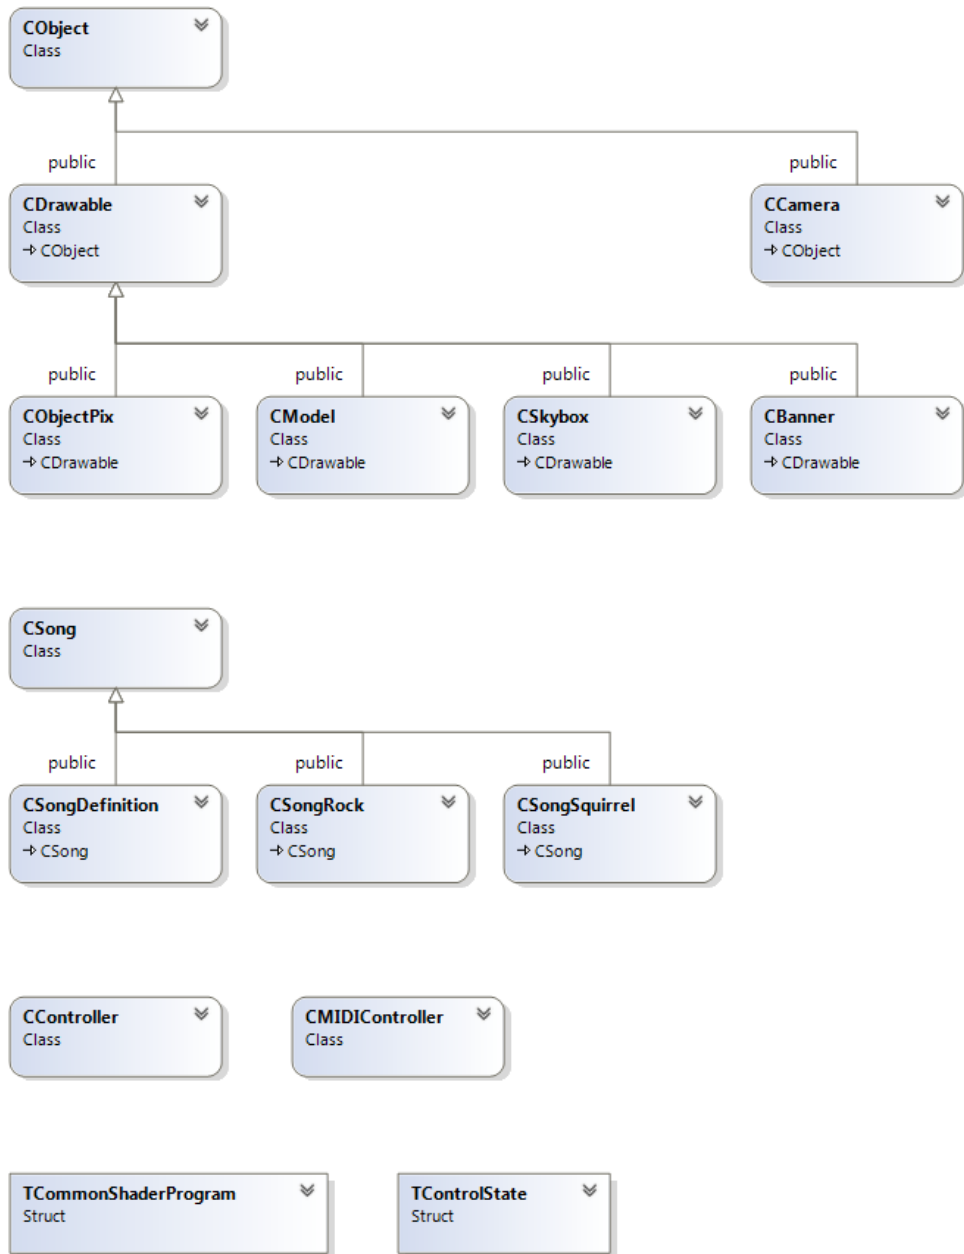 CObject
Class
public
public
CDrawable
Class
CObject
CCamera
Class
CObject
public
public
public
public
CObjectPix
Class
CDrawable
CModel
Class
CDrawable
CSkybox
Class
CDrawable
CBanner
Class
CDrawable
CSong
Class
public
public
public
CSongDefinition
Class
CSong
CSongRock
Class
CSong
CSongSquirrel
Class
CSong
CController
Class
CMIDIController
Class
TCommonShaderProgram
Struct
TControlState
Struct